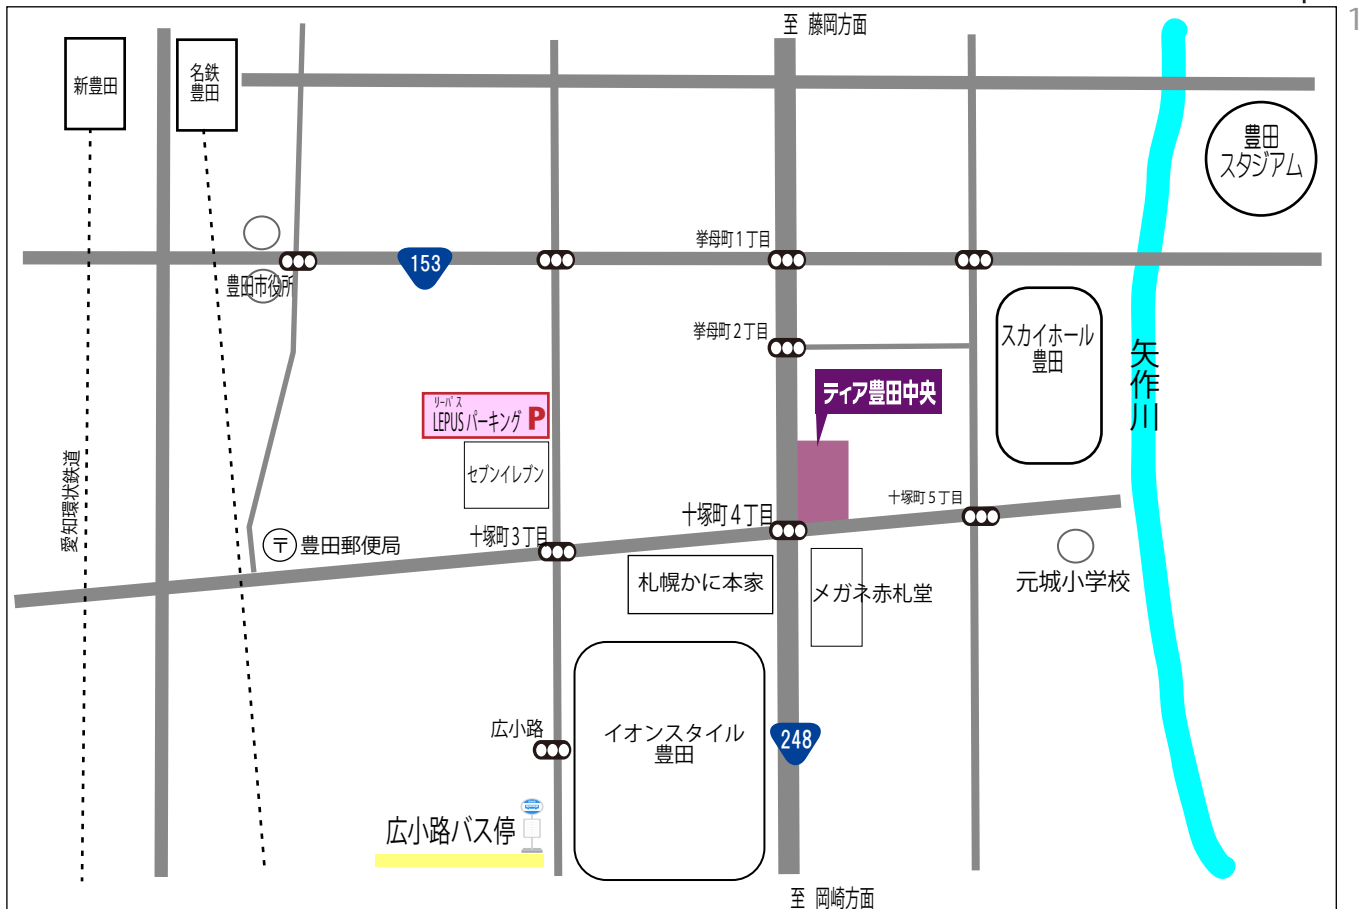 1
至 藤岡方面
新豊田
名鉄
豊田
豊田
スタジアム
挙母町1丁目
153
豊田市役所
挙母町2丁目
スカイホール
豊田
矢作川
ティア豊田中央
リーパス
LEPUSパーキング P
セブンイレブン
愛知環状鉄道
十塚町5丁目
十塚町4丁目
十塚町3丁目
〒 豊田郵便局
札幌かに本家
メガネ赤札堂
元城小学校
広小路
イオンスタイル
豊田
248
広小路バス停
至 岡崎方面